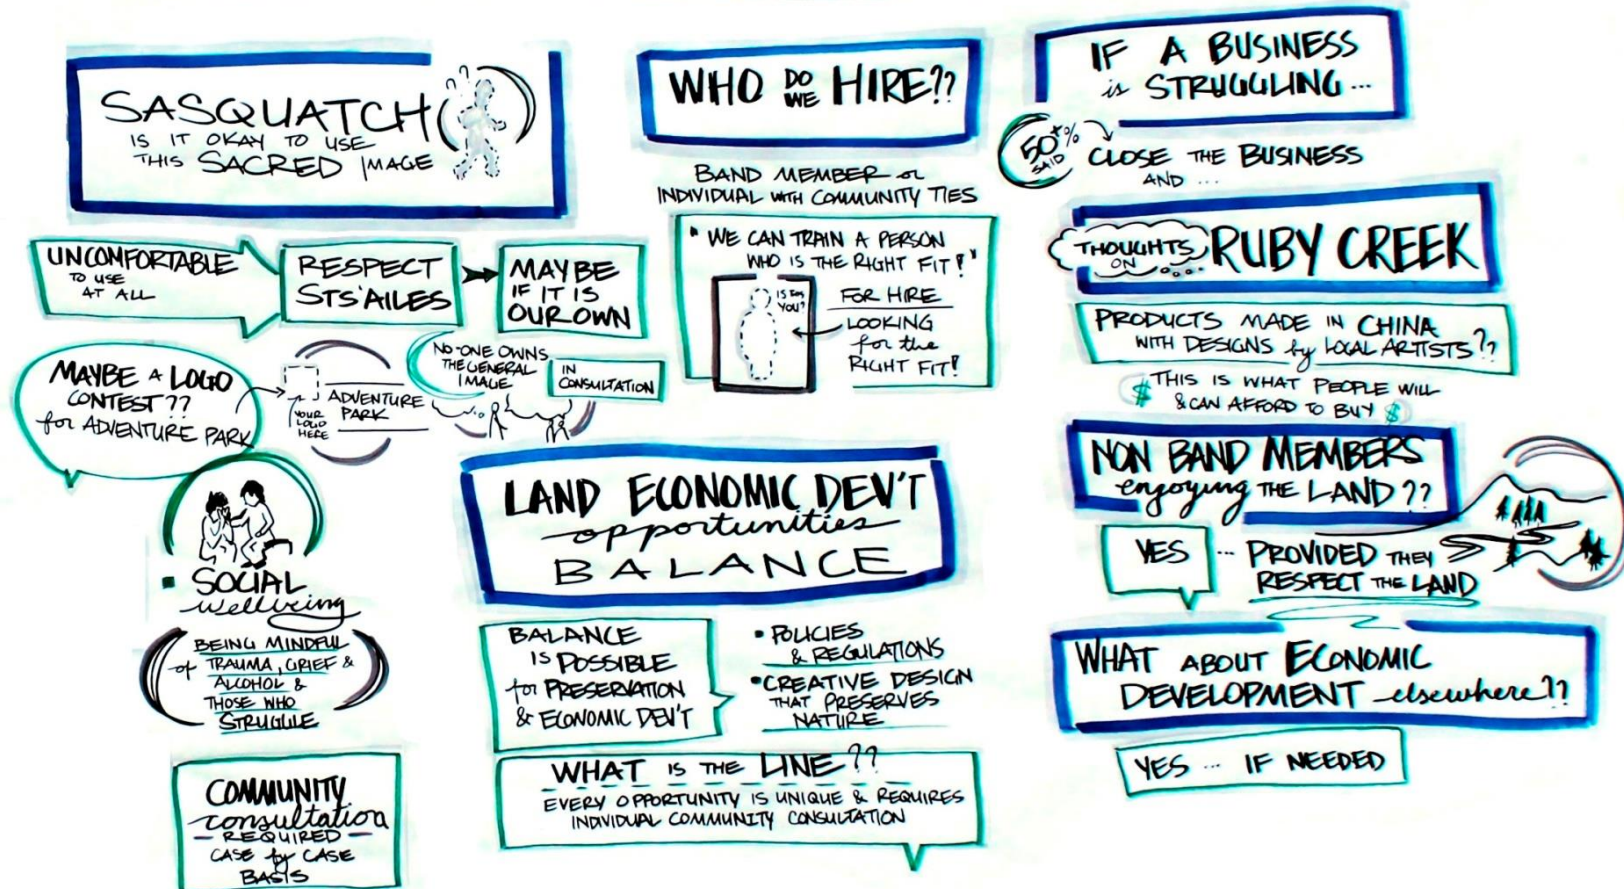 SASQUATCH
IS IT OKAY TO USE
THIS SACRED IMAGE
UNCOMFORTABLE
TO USE
AT ALL
RESPECT
STS'AILES
MAYBE
IF IT IS
OUR OWN
MAYBE A LOGO
CONTEST??
for ADVENTURE PARK
YOUR
LOGO
HERE
ADVENTURE
PARK
NO-ONE OWNS
THE GENERAL
IMAGE
IN
CONSULTATION
SOCIAL
wellbeing
BEING MINDFUL
of TRAUMA, GRIEF &
ALCOHOL &
THOSE WHO
STRUGGLE
COMMUNITY
consultation
REQUIRED
CASE by CASE
BASIS
WHO DO WE HIRE??
BAND MEMBER or
INDIVIDUAL WITH COMMUNITY TIES
"WE CAN TRAIN A PERSON
WHO IS THE RIGHT FIT!"
IS THIS
YOU?
FOR HIRE
LOOKING
for the
RIGHT FIT!
LAND ECONOMIC DEV'T
opportunities
BALANCE
BALANCE
IS POSSIBLE
for PRESERVATION
& ECONOMIC DEV'T
• POLICIES
& REGULATIONS
• CREATIVE DESIGN
THAT PRESERVES
NATURE
WHAT IS THE LINE??
EVERY OPPORTUNITY IS UNIQUE & REQUIRES
INDIVIDUAL COMMUNITY CONSULTATION
IF A BUSINESS
is STRUGGLING...
50+%
SAID
CLOSE THE BUSINESS
AND ...
THOUGHTS
ON
RUBY CREEK
PRODUCTS MADE IN CHINA
WITH DESIGNS by LOCAL ARTISTS??
$ THIS IS WHAT PEOPLE WILL
& CAN AFFORD TO BUY $
NON BAND MEMBERS
enjoying THE LAND??
YES ... PROVIDED THEY
RESPECT THE LAND
WHAT ABOUT ECONOMIC
DEVELOPMENT elsewhere??
YES ... IF NEEDED